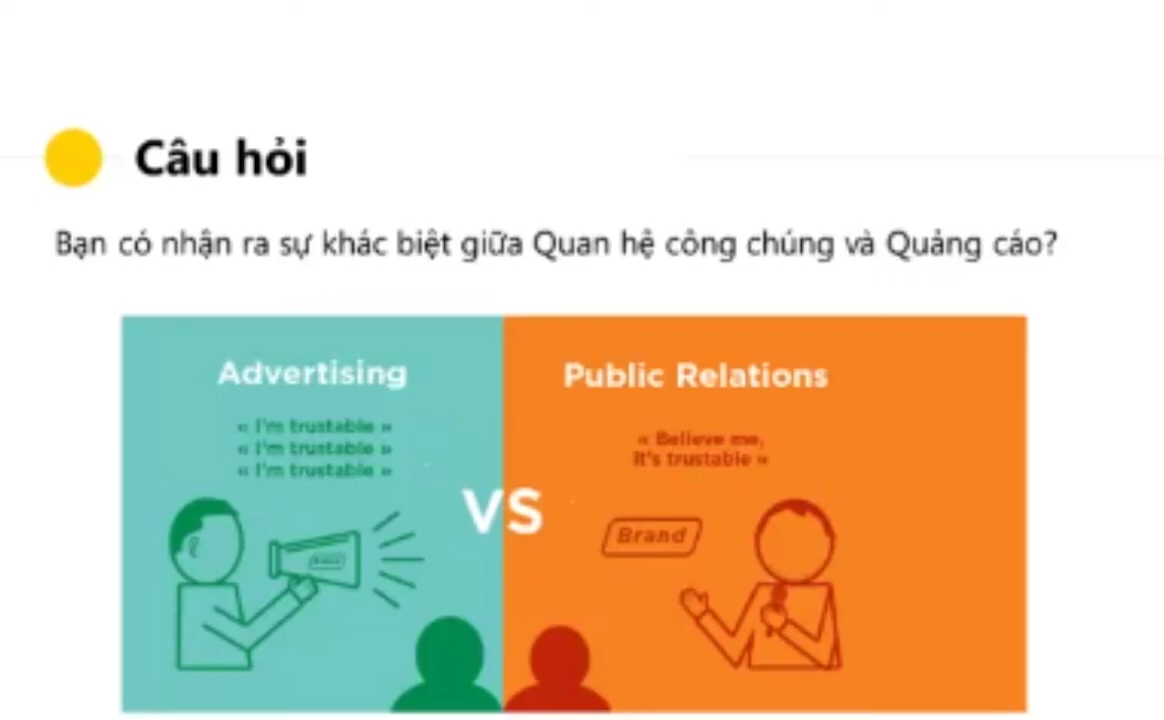 Câu hỏi
Bạn có nhận ra sự khác biệt giữa Quan hệ công chúng và Quảng cáo?
Advertising
« I'm trustable »
« I'm trustable »
« I'm trustable »
VS
Public Relations
« Believe me,
It's trustable »
Brand